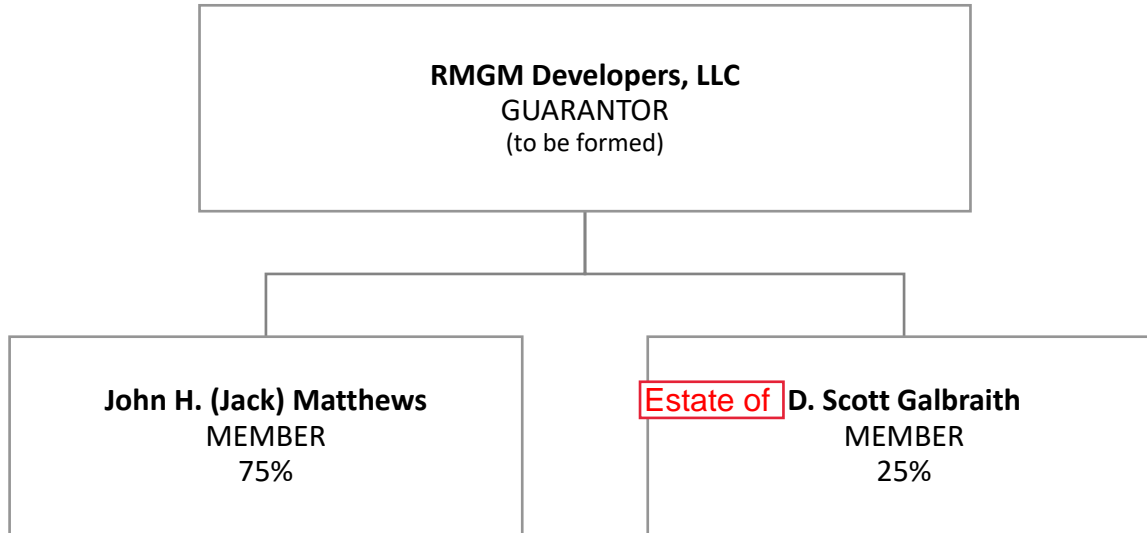 RMGM Developers, LLC
GUARANTOR
(to be formed)
John H. (Jack) Matthews
MEMBER
75%
Estate of D. Scott Galbraith
MEMBER
25%